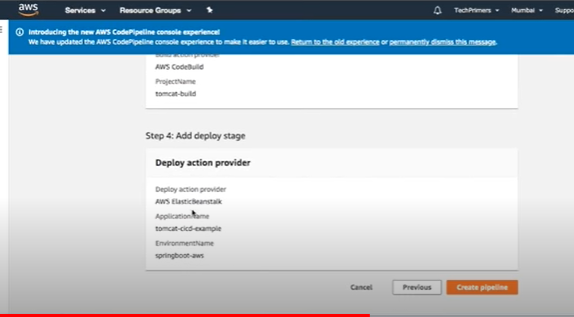 aws
Services
Resource Groups
TechPrimers
Mumbai
Suppo
Introducing the new AWS CodePipeline console experience!
We have updated the AWS CodePipeline console experience to make it easier to use. Return to the old experience or permanently dismiss this message.
Build action provider
AWS CodeBuild
ProjectName
tomcat-build
Step 4: Add deploy stage
Deploy action provider
Deploy action provider
AWS ElasticBeanstalk
ApplicationName
tomcat-cicd-example
EnvironmentName
springboot-aws
Cancel
Previous
Create pipeline